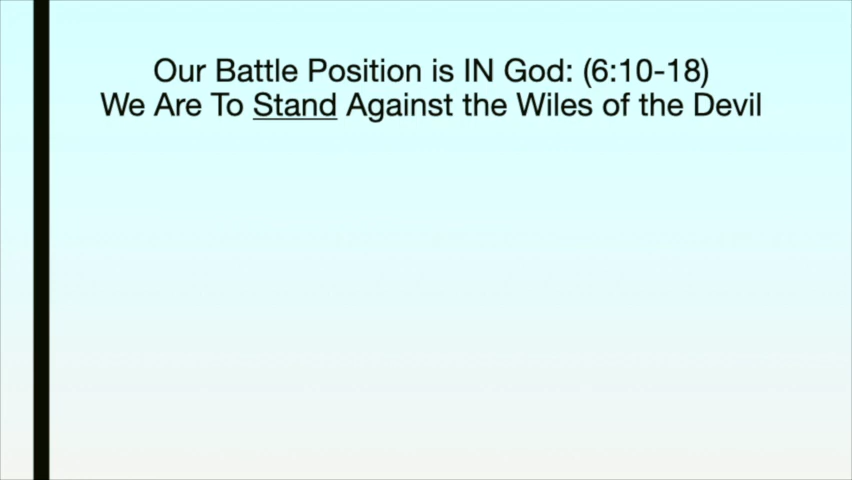 Our Battle Position is IN God: (6:10-18)
We Are To Stand Against the Wiles of the Devil